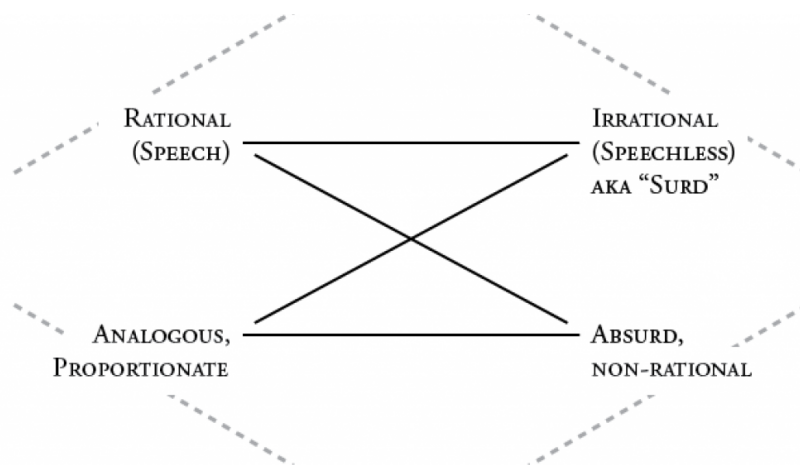 RATIONAL
(SPEECH)
IRRATIONAL
(SPEECHLESS)
AKA “SURD”
ANALOGOUS,
PROPORTIONATE
ABSURD,
NON-RATIONAL